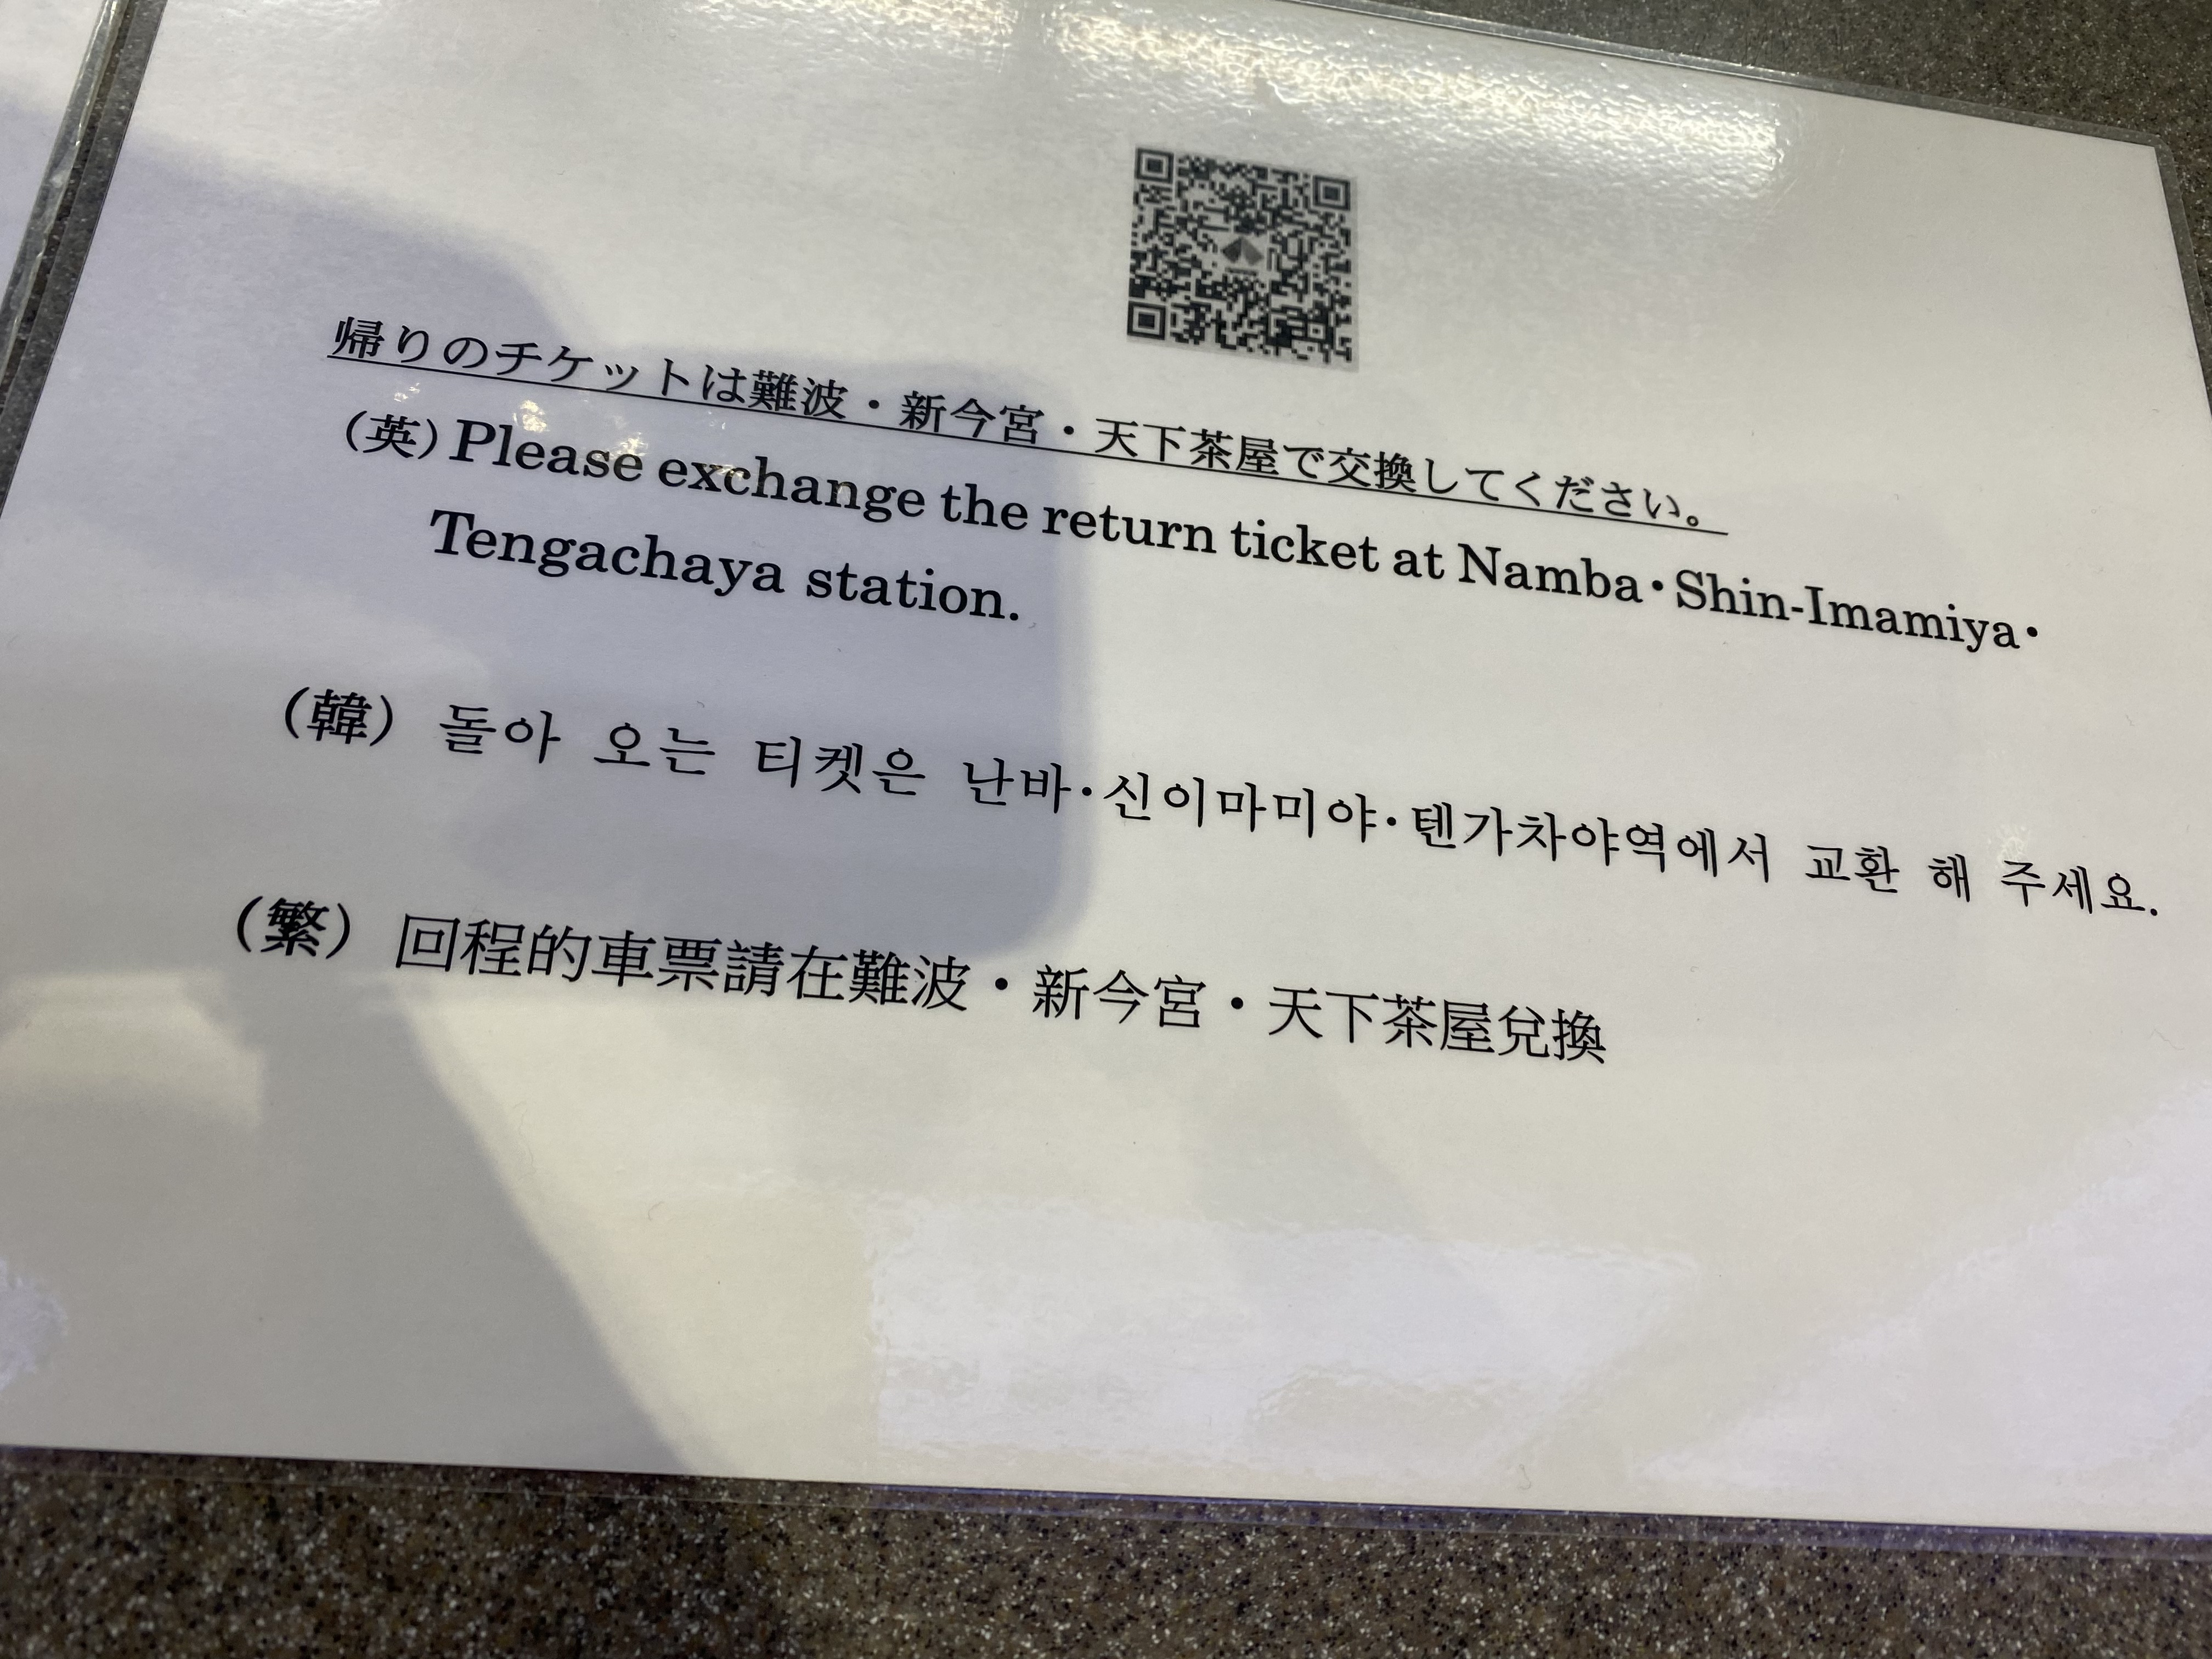 帰りのチケットは難波・新今宮・天下茶屋で交換してください。
(英)Please exchange the return ticket at Namba・Shin-Imamiya・
Tengachaya station.
(韓) 돌아 오는 티켓은 난바·신이마미야·텐가차야역에서 교환 해 주세요.
(繁) 回程的車票請在難波・新今宮・天下茶屋兌換